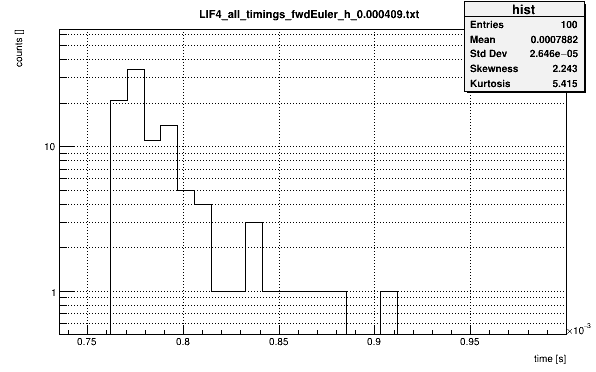 LIF4_all_timings_fwdEuler_h_0.000409.txt
hist
Entries 100
Mean 0.0007882
Std Dev 2.646e−05
Skewness 2.243
Kurtosis 5.415
counts []
10
1
0.75 0.8 0.85 0.9 0.95
×10⁻³
time [s]